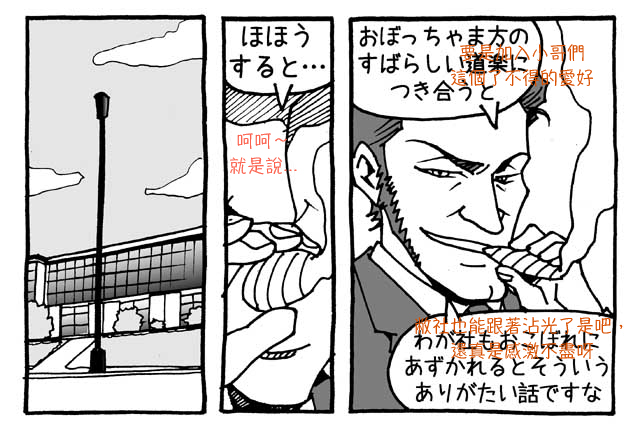 ほほう
すると…
呵呵～
就是說…
おぼっちゃま方の
すばらしい道楽に
つき合うと
要是加入小哥們
這個了不得的愛好
わが社もおこぼれに
あずかれるとそういう
ありがたい話ですな
敝社也能跟著沾光了是吧，
還真是感激不盡呀